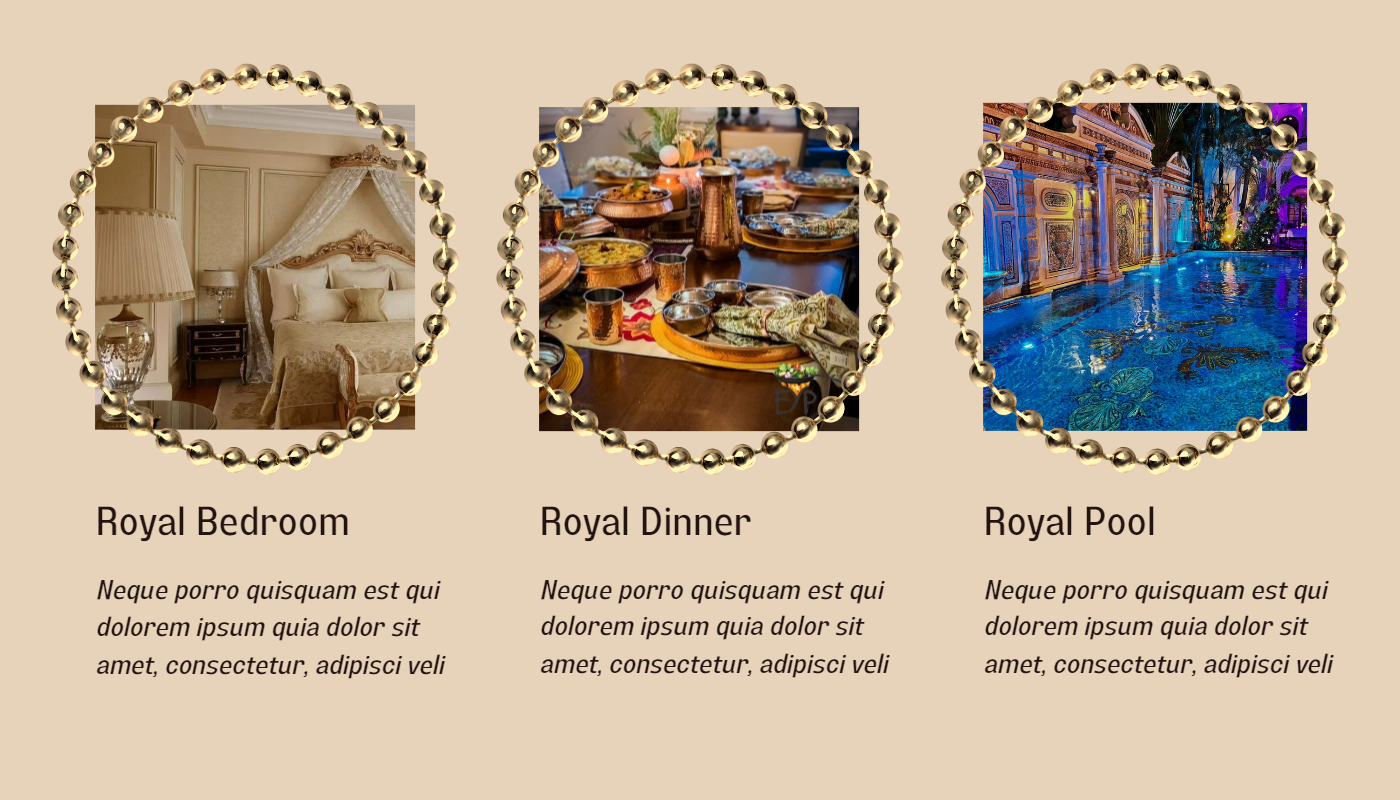 Royal Bedroom
Neque porro quisquam est qui
dolorem ipsum quia dolor sit
amet, consectetur, adipisci veli
Royal Dinner
Neque porro quisquam est qui
dolorem ipsum quia dolor sit
amet, consectetur, adipisci veli
Royal Pool
Neque porro quisquam est qui
dolorem ipsum quia dolor sit
amet, consectetur, adipisci veli